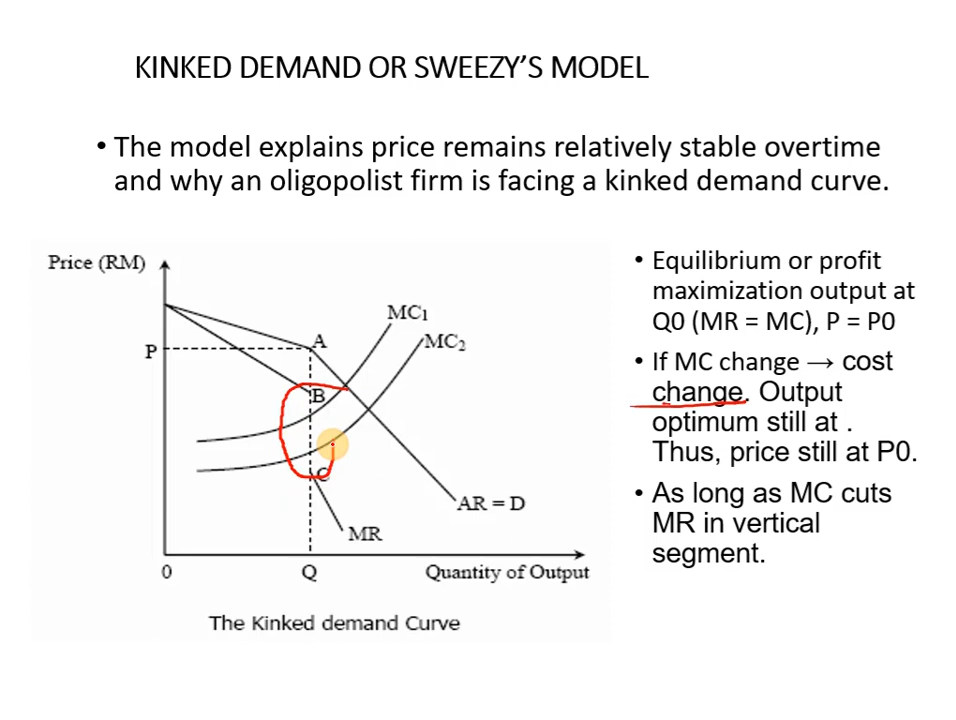 KINKED DEMAND OR SWEEZY'S MODEL
• The model explains price remains relatively stable overtime
and why an oligopolist firm is facing a kinked demand curve.
Price (RM)
MC1
MC2
A
P
B
C
AR = D
MR
0
Q
Quantity of Output
The Kinked demand Curve
• Equilibrium or profit
maximization output at
Q0 (MR = MC), P = P0
• If MC change → cost
change. Output
optimum still at .
Thus, price still at P0.
• As long as MC cuts
MR in vertical
segment.